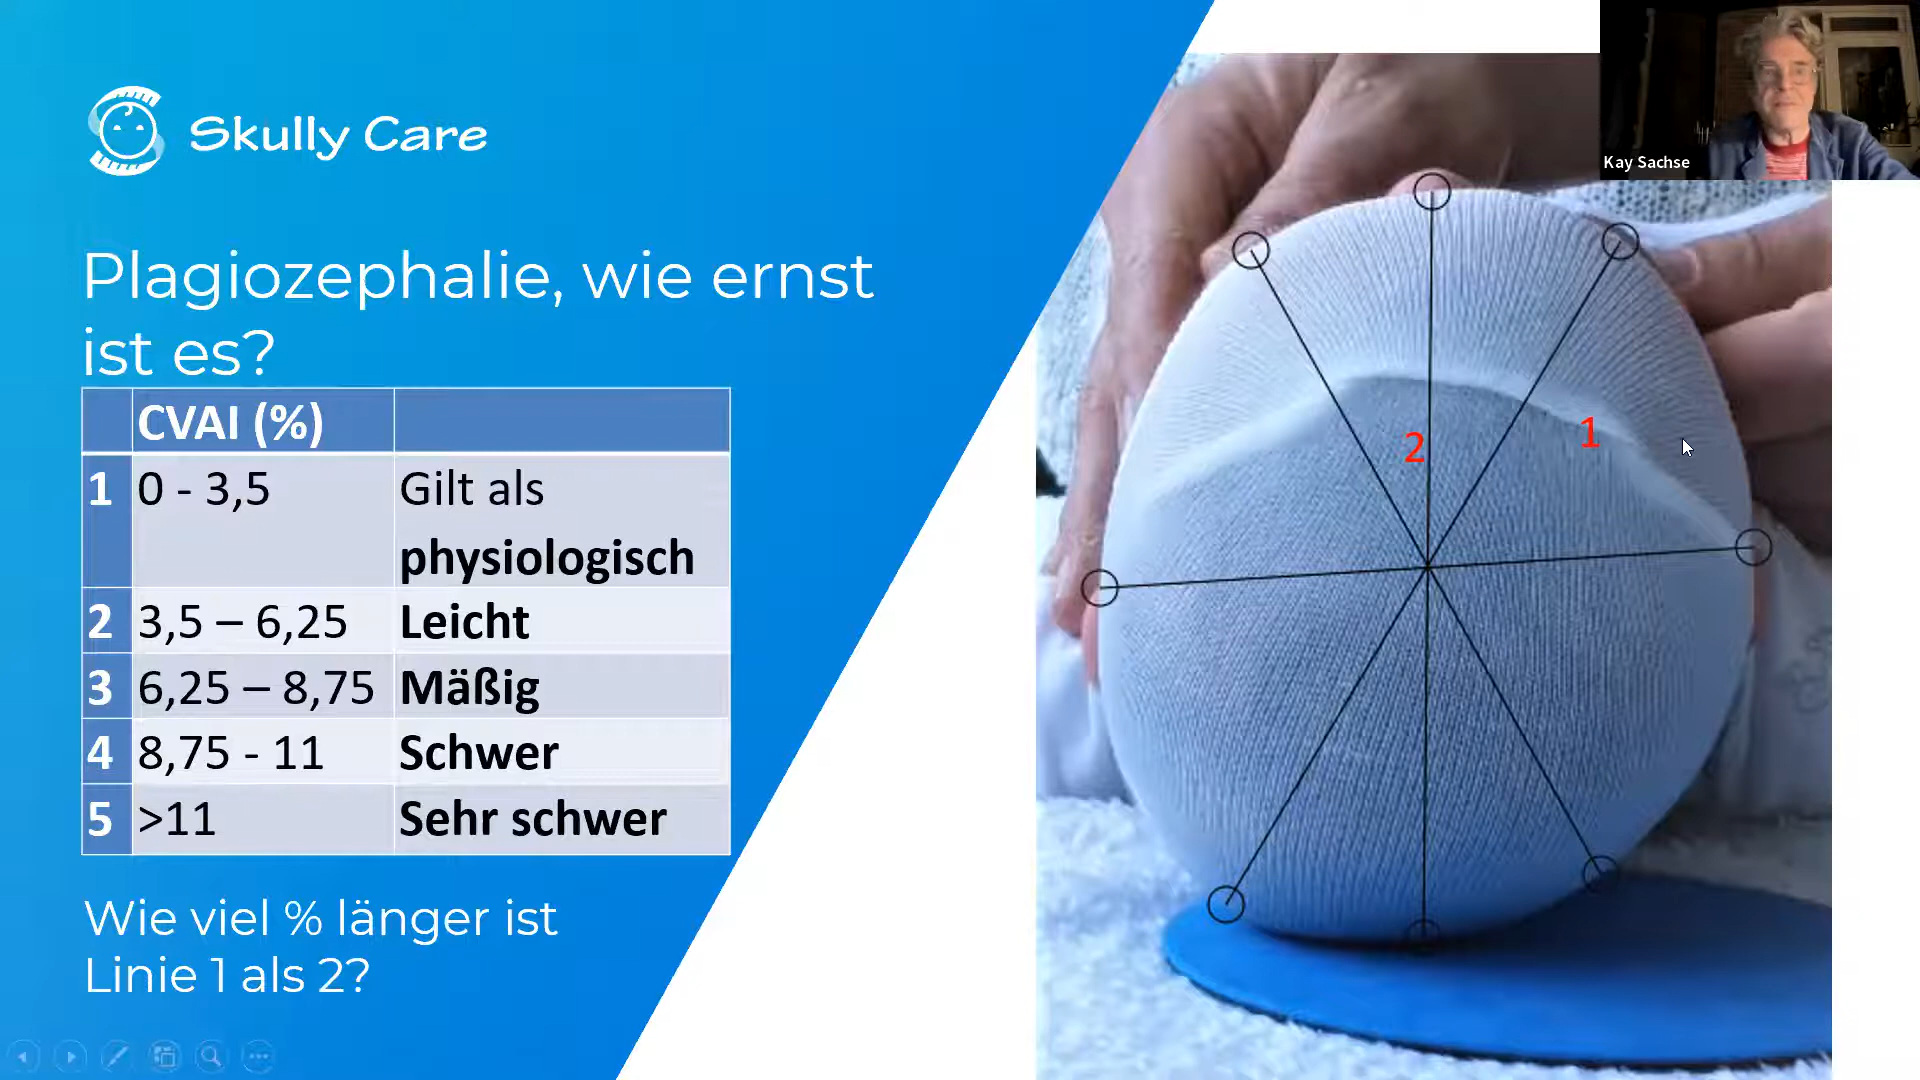 Skully Care
Plagiozephalie, wie ernst
ist es?
CVAI (%)
1 0 - 3,5 Gilt als
physiologisch
2 3,5 – 6,25 Leicht
3 6,25 – 8,75 Mäßig
4 8,75 - 11 Schwer
5 >11 Sehr schwer
Wie viel % länger ist
Linie 1 als 2?
2
1
Kay Sachse